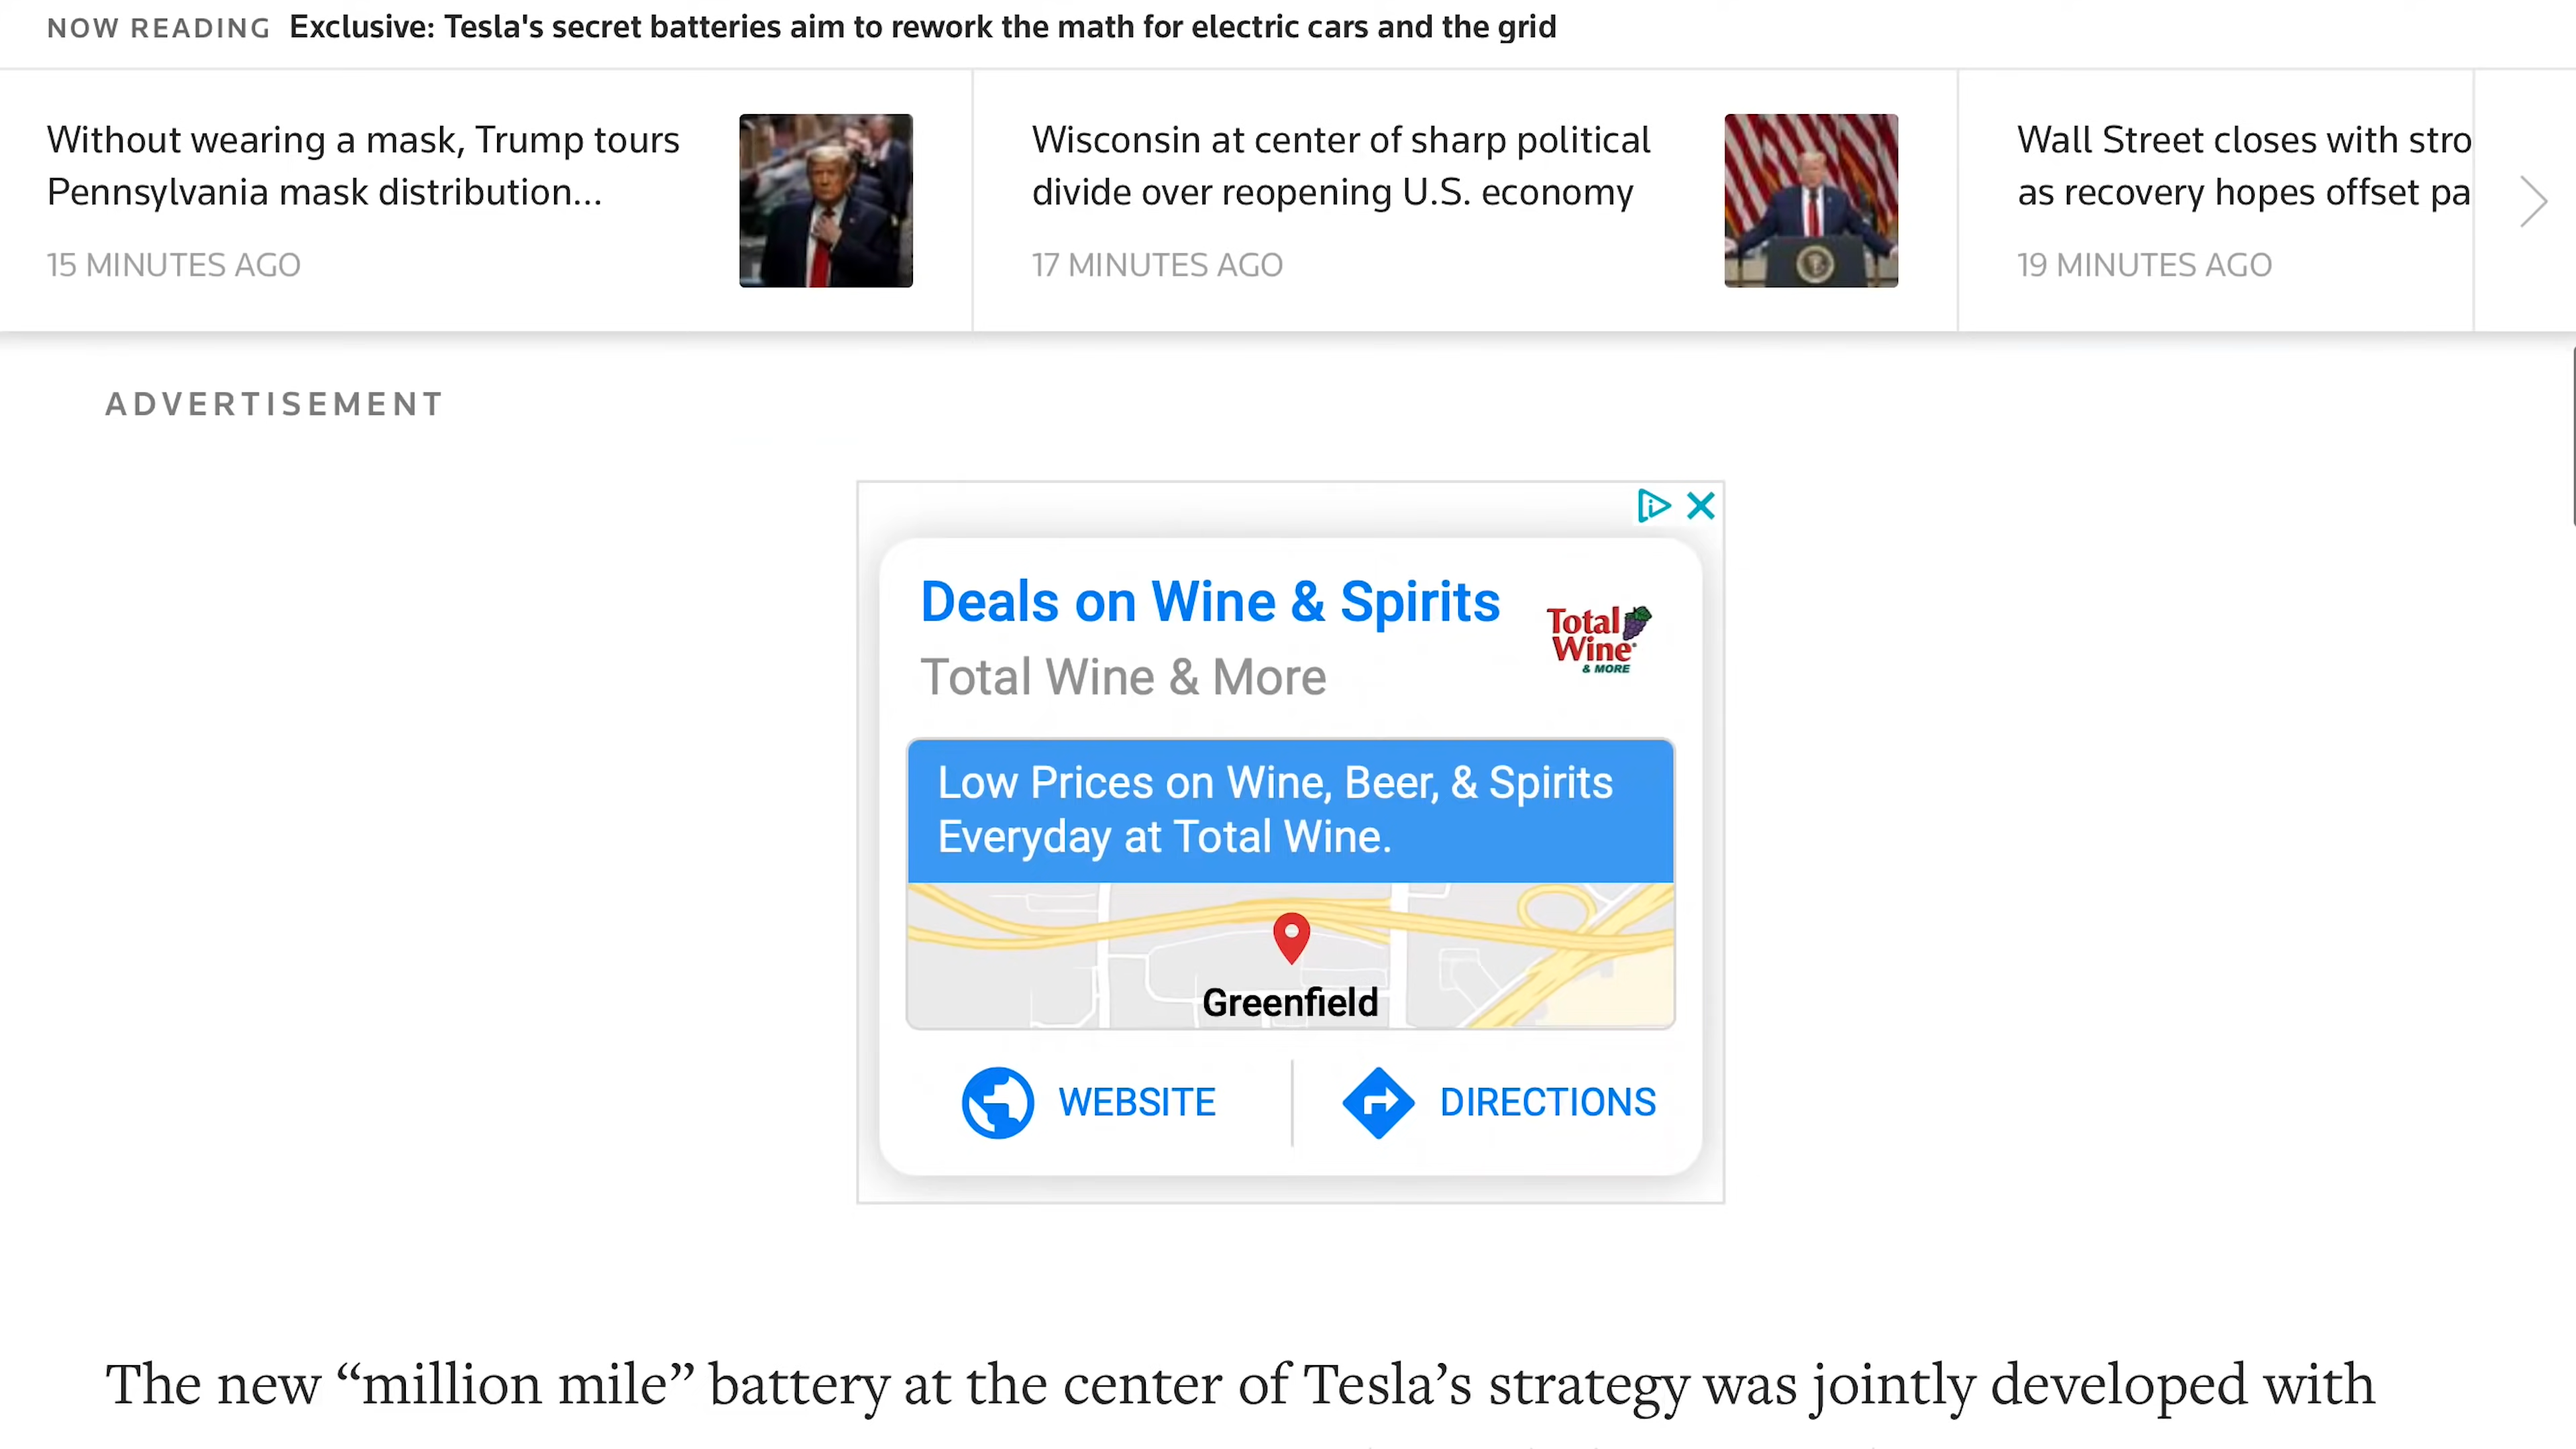 NOW READING Exclusive: Tesla's secret batteries aim to rework the math for electric cars and the grid
Without wearing a mask, Trump tours
Pennsylvania mask distribution...
15 MINUTES AGO
Wisconsin at center of sharp political
divide over reopening U.S. economy
17 MINUTES AGO
Wall Street closes with stro
as recovery hopes offset pa
19 MINUTES AGO
ADVERTISEMENT
Deals on Wine & Spirits
Total Wine & More
Total
Wine
& MORE
Low Prices on Wine, Beer, & Spirits
Everyday at Total Wine.
Greenfield
WEBSITE
DIRECTIONS
The new “million mile” battery at the center of Tesla’s strategy was jointly developed with